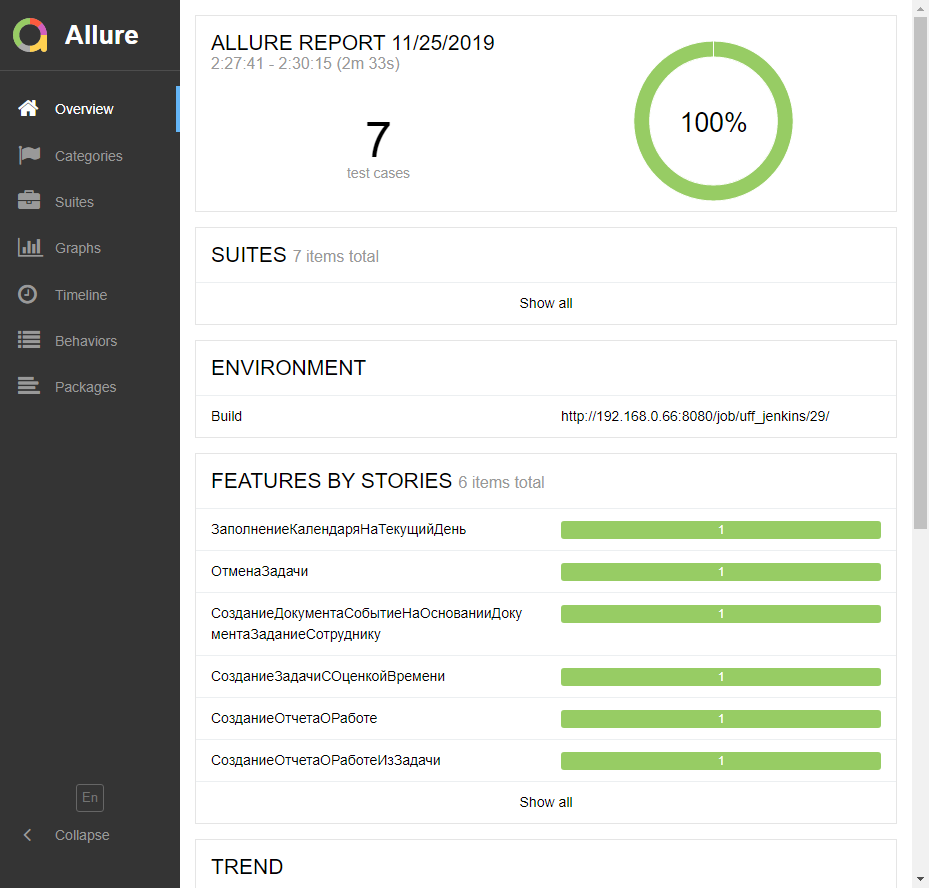 Allure
Overview
Categories
Suites
Graphs
Timeline
Behaviors
Packages
En
Collapse
ALLURE REPORT 11/25/2019
2:27:41 - 2:30:15 (2m 33s)
7
test cases
100%
SUITES 7 items total
Show all
ENVIRONMENT
Build http://192.168.0.66:8080/job/uff_jenkins/29/
FEATURES BY STORIES 6 items total
ЗаполнениеКалендаряНаТекущийДень 1
ОтменаЗадачи 1
СозданиеДокументаСобытиеНаОснованииДоку 1
ментаЗаданиеСотруднику
СозданиеЗадачиСОценкойВремени 1
СозданиеОтчетаОРаботе 1
СозданиеОтчетаОРаботеИзЗадачи 1
Show all
TREND